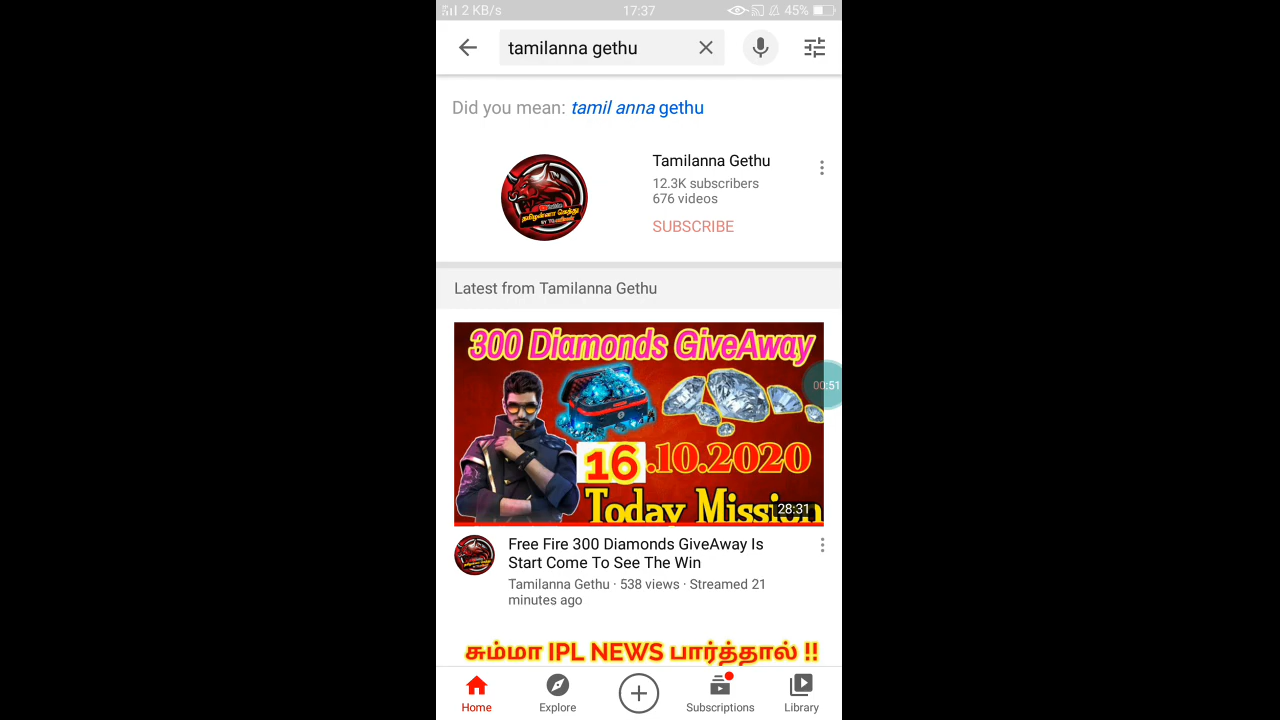 2 KB/s 17:37 45%
tamilanna gethu
Did you mean: tamil anna gethu
Tamilanna Gethu
12.3K subscribers
676 videos
SUBSCRIBE
தமிழன்னா கெத்து
Latest from Tamilanna Gethu
300 Diamonds GiveAway
00:51
16.10.2020
Today Mission
28:31
Free Fire 300 Diamonds GiveAway Is
Start Come To See The Win
Tamilanna Gethu · 538 views · Streamed 21
minutes ago
சும்மா IPL NEWS பார்த்தால் !!
Home Explore Subscriptions Library